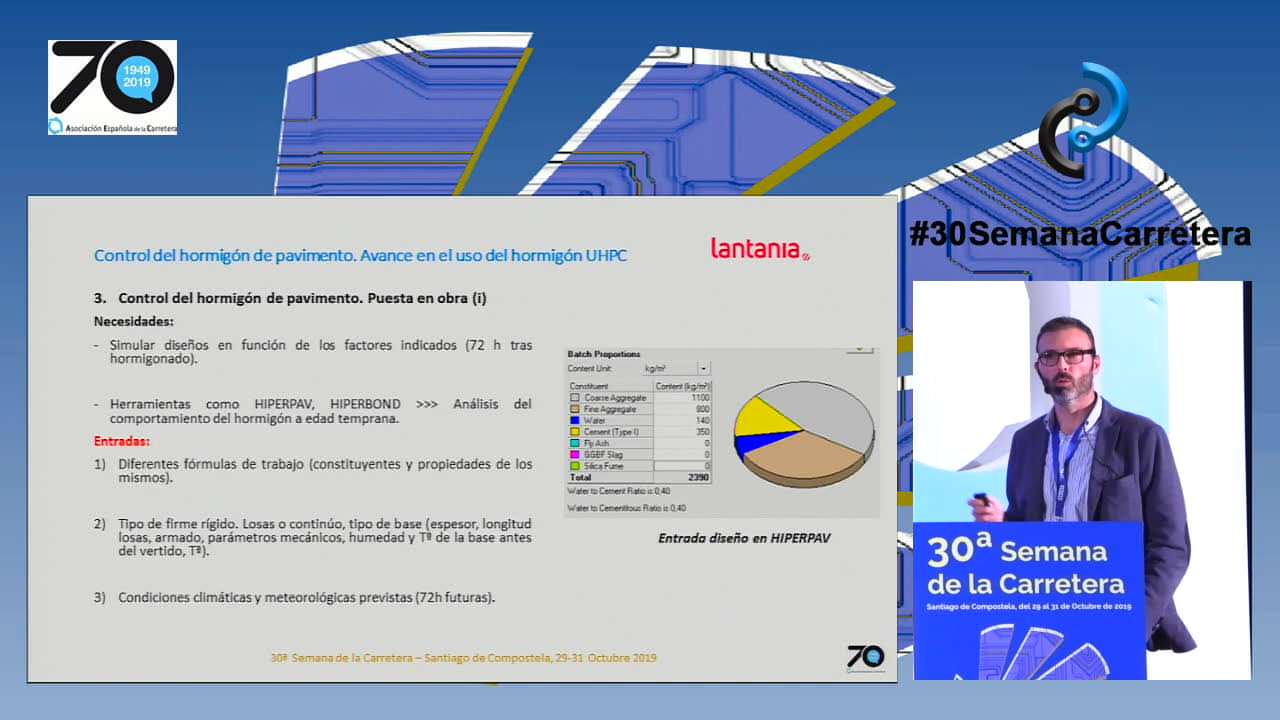 70
1949
2019
Asociación Española de la Carretera
#30SemanaCarretera
Control del hormigón de pavimento. Avance en el uso del hormigón UHPC
lantania
3. Control del hormigón de pavimento. Puesta en obra (i)
Necesidades:
- Simular diseños en función de los factores indicados (72 h tras
hormigonado).
- Herramientas como HIPERPAV, HIPERBOND >>> Análisis del
comportamiento del hormigón a edad temprana.
Entradas:
1) Diferentes fórmulas de trabajo (constituyentes y propiedades de los
mismos).
2) Tipo de firme rígido. Losas o continúo, tipo de base (espesor, longitud
losas, armado, parámetros mecánicos, humedad y Tª de la base antes
del vertido, Tª).
3) Condiciones climáticas y meteorológicas previstas (72h futuras).
Batch Proportions
Content Unit: kg/m³
Constituent Content (kg/m³)
Coarse Aggregate 1100
Fine Aggregate 800
Water 140
Cement (Type I) 350
Fly Ash 0
GGBF Slag 0
Silica Fume 0
Total 2390
Water to Cement Ratio is 0,40
Water to Cementitious Ratio is 0,40
Entrada diseño en HIPERPAV
30ª Semana de la Carretera – Santiago de Compostela, 29-31 Octubre 2019
70
30ª Semana
de la Carretera
Santiago de Compostela, del 29 al 31 de Octubre de 2019